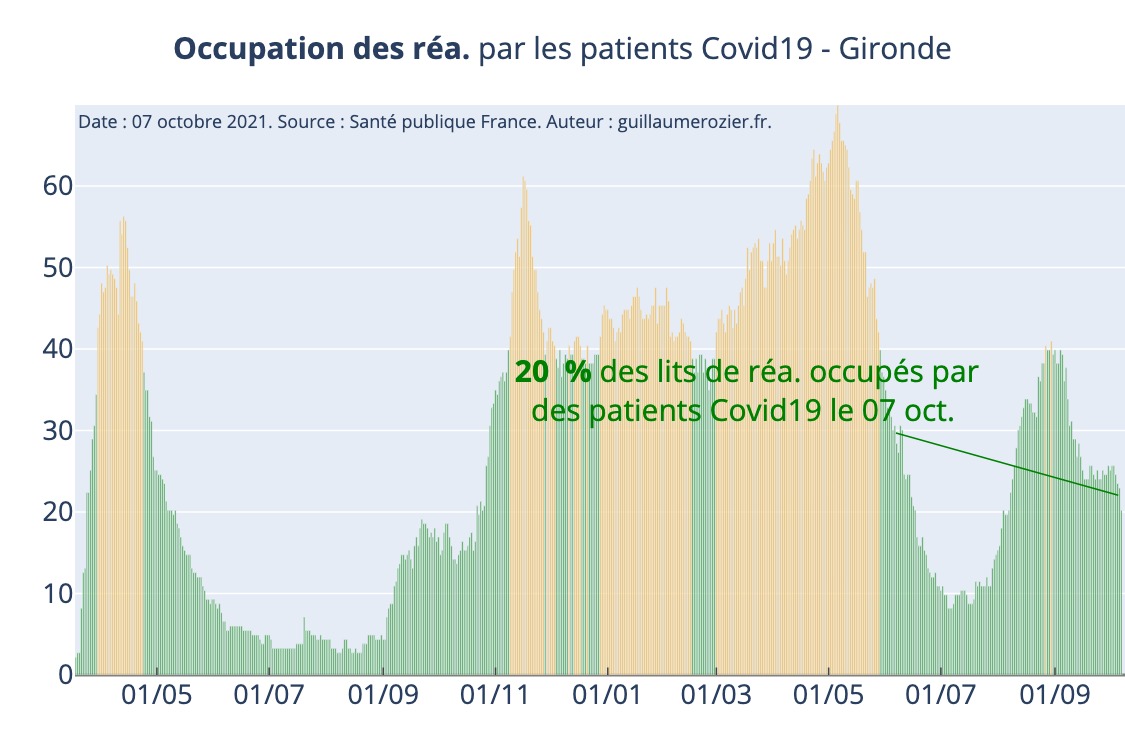 Occupation des réa. par les patients Covid19 - Gironde
Date : 07 octobre 2021. Source : Santé publique France. Auteur : guillaumerozier.fr.
60
50
40
20 % des lits de réa. occupés par
des patients Covid19 le 07 oct.
30
20
10
0
01/05 01/07 01/09 01/11 01/01 01/03 01/05 01/07 01/09